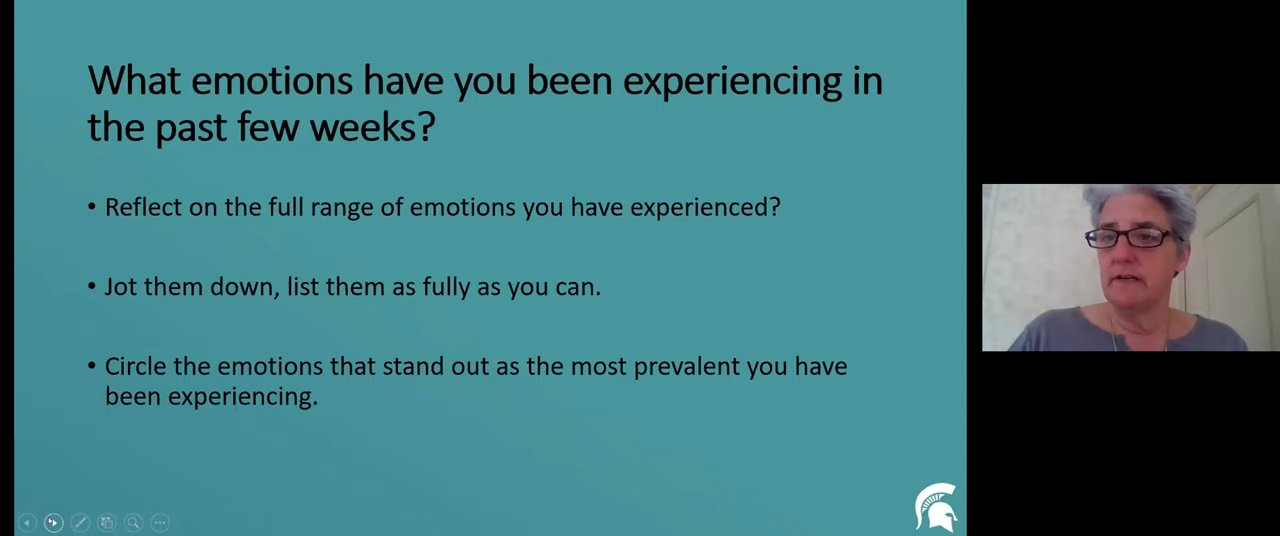 What emotions have you been experiencing in
the past few weeks?
• Reflect on the full range of emotions you have experienced?
• Jot them down, list them as fully as you can.
• Circle the emotions that stand out as the most prevalent you have
been experiencing.